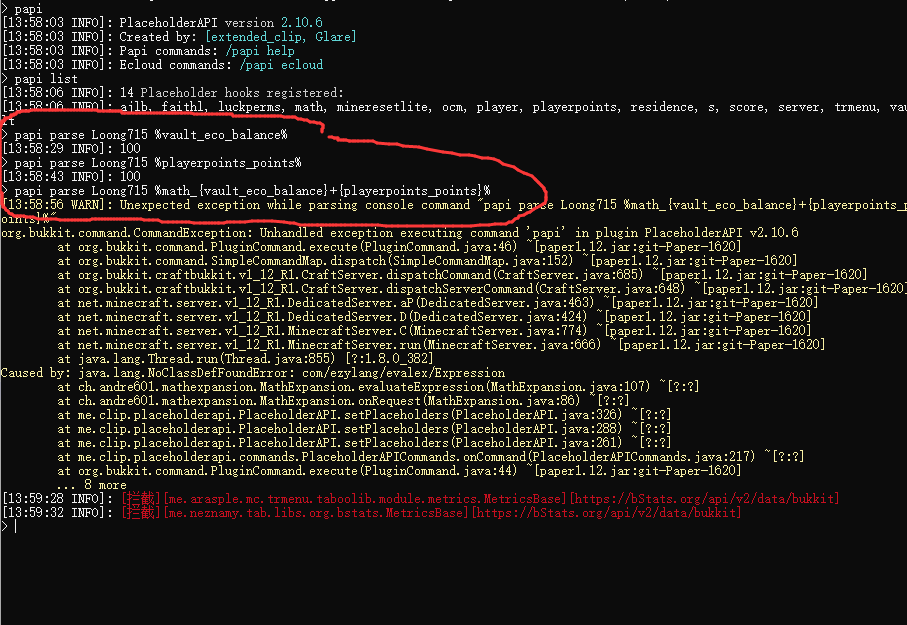 > papi
[13:58:03 INFO]: PlaceholderAPI version 2.10.6
[13:58:03 INFO]: Created by: [extended_clip, Glare]
[13:58:03 INFO]: Papi commands: /papi help
[13:58:03 INFO]: Ecloud commands: /papi ecloud
> papi list
[13:58:06 INFO]: 14 Placeholder hooks registered:
[13:58:06 INFO]: ajlb, faithl, luckperms, math, mineresetlite, ocm, player, playerpoints, residence, s, score, server, trmenu, vau
lt
> papi parse Loong715 %vault_eco_balance%
[13:58:29 INFO]: 100
> papi parse Loong715 %playerpoints_points%
[13:58:43 INFO]: 100
> papi parse Loong715 %math_{vault_eco_balance}+{playerpoints_points}%
[13:58:56 WARN]: Unexpected exception while parsing console command "papi parse Loong715 %math_{vault_eco_balance}+{playerpoints_p
oints}%"
org.bukkit.command.CommandException: Unhandled exception executing command 'papi' in plugin PlaceholderAPI v2.10.6
at org.bukkit.command.PluginCommand.execute(PluginCommand.java:46) ~[paper1.12.jar:git-Paper-1620]
at org.bukkit.command.SimpleCommandMap.dispatch(SimpleCommandMap.java:152) ~[paper1.12.jar:git-Paper-1620]
at org.bukkit.craftbukkit.v1_12_R1.CraftServer.dispatchCommand(CraftServer.java:685) ~[paper1.12.jar:git-Paper-1620]
at org.bukkit.craftbukkit.v1_12_R1.CraftServer.dispatchServerCommand(CraftServer.java:648) ~[paper1.12.jar:git-Paper-1620]
at net.minecraft.server.v1_12_R1.DedicatedServer.aP(DedicatedServer.java:463) ~[paper1.12.jar:git-Paper-1620]
at net.minecraft.server.v1_12_R1.DedicatedServer.D(DedicatedServer.java:424) ~[paper1.12.jar:git-Paper-1620]
at net.minecraft.server.v1_12_R1.MinecraftServer.C(MinecraftServer.java:774) ~[paper1.12.jar:git-Paper-1620]
at net.minecraft.server.v1_12_R1.MinecraftServer.run(MinecraftServer.java:666) ~[paper1.12.jar:git-Paper-1620]
at java.lang.Thread.run(Thread.java:855) [?:1.8.0_382]
Caused by: java.lang.NoClassDefFoundError: com/ezylang/evalex/Expression
at ch.andre601.mathexpansion.MathExpansion.evaluateExpression(MathExpansion.java:107) ~[?:?]
at ch.andre601.mathexpansion.MathExpansion.onRequest(MathExpansion.java:86) ~[?:?]
at me.clip.placeholderapi.PlaceholderAPI.setPlaceholders(PlaceholderAPI.java:326) ~[?:?]
at me.clip.placeholderapi.PlaceholderAPI.setPlaceholders(PlaceholderAPI.java:288) ~[?:?]
at me.clip.placeholderapi.PlaceholderAPI.setPlaceholders(PlaceholderAPI.java:261) ~[?:?]
at me.clip.placeholderapi.commands.PlaceholderAPICommands.onCommand(PlaceholderAPICommands.java:217) ~[?:?]
at org.bukkit.command.PluginCommand.execute(PluginCommand.java:44) ~[paper1.12.jar:git-Paper-1620]
... 8 more
[13:59:28 INFO]: [拦截][me.arasple.mc.trmenu.taboolib.module.metrics.MetricsBase][https://bStats.org/api/v2/data/bukkit]
[13:59:32 INFO]: [拦截][me.neznamy.tab.libs.org.bstats.MetricsBase][https://bStats.org/api/v2/data/bukkit]
>